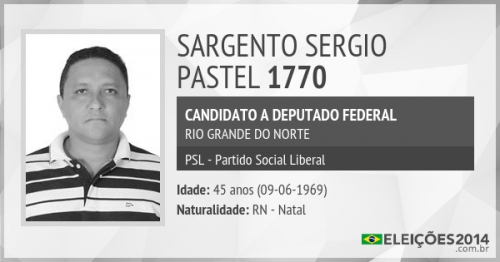 SARGENTO SERGIO
PASTEL 1770
CANDIDATO A DEPUTADO FEDERAL
RIO GRANDE DO NORTE
PSL - Partido Social Liberal
Idade: 45 anos (09-06-1969)
Naturalidade: RN - Natal
ELEIÇÕES2014
.com.br